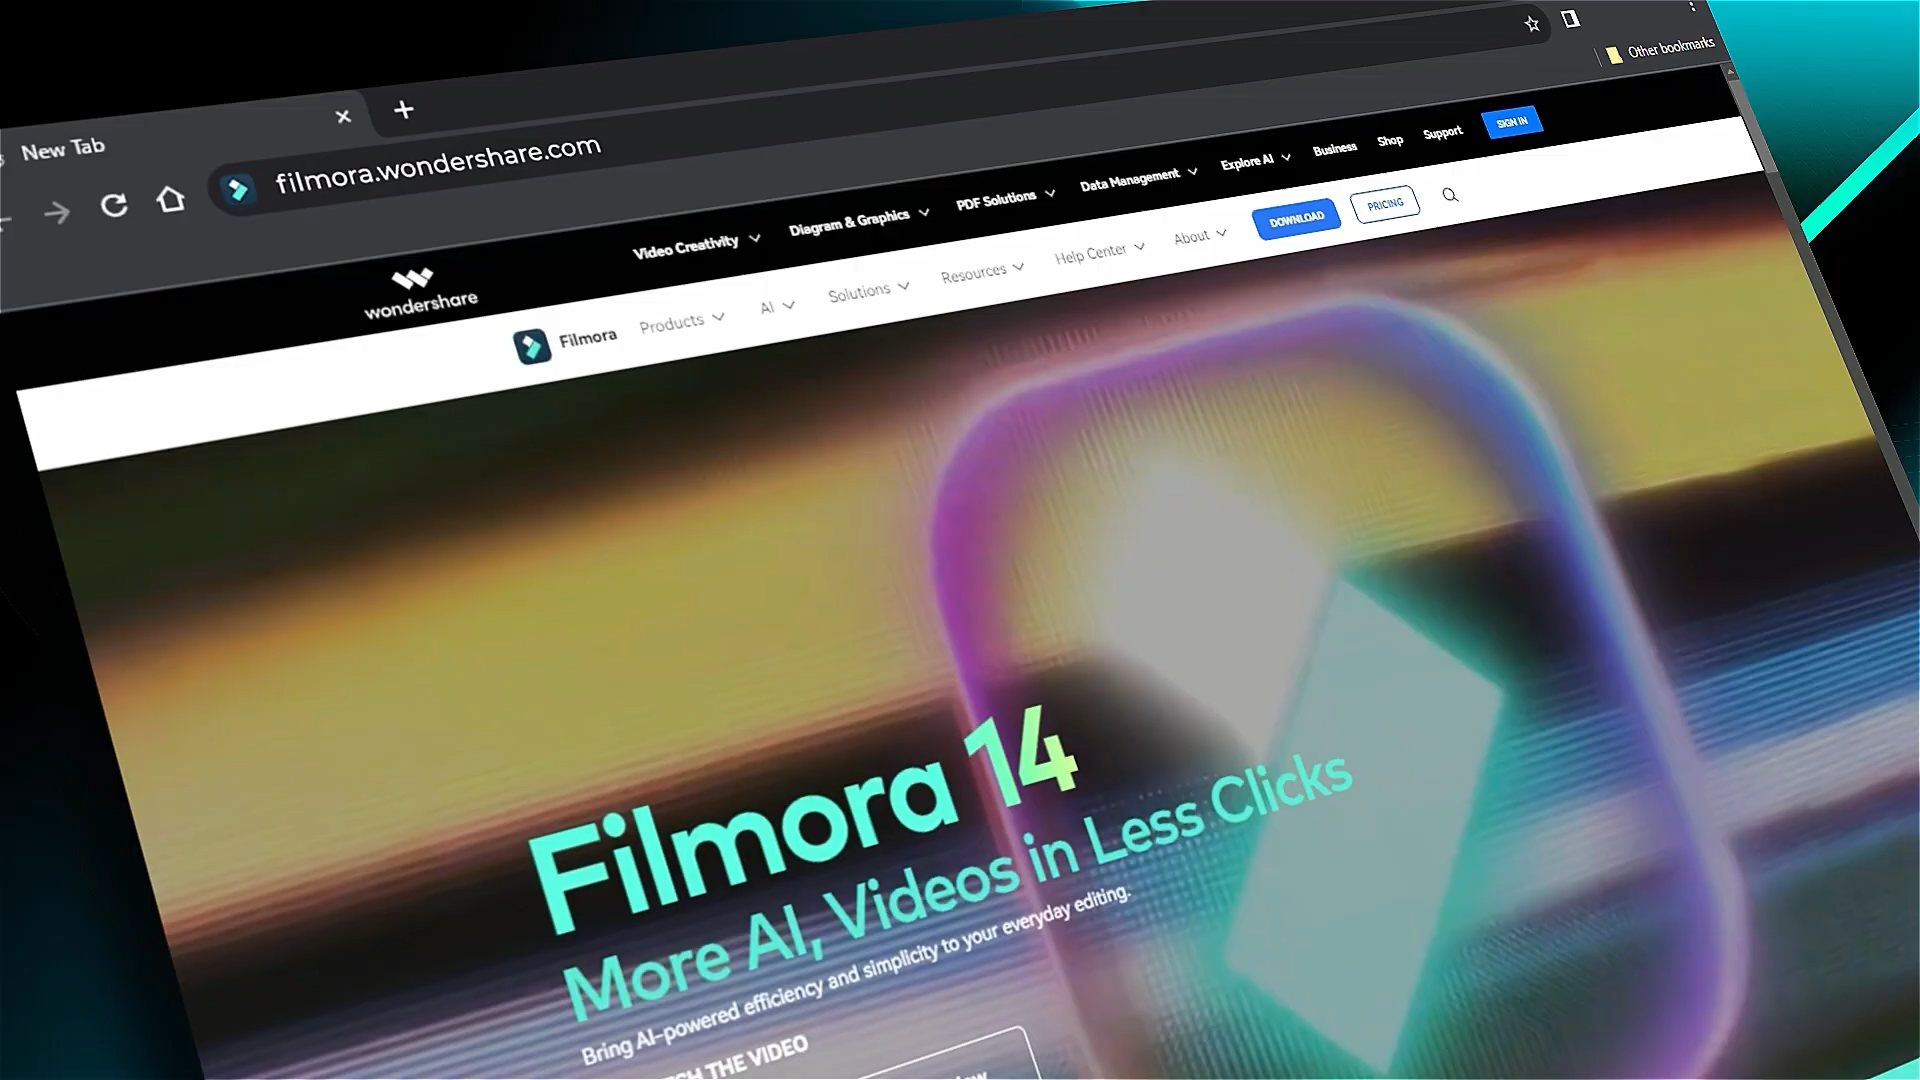 New Tab
filmora.wondershare.com
Other bookmarks
wondershare
Video Creativity
Diagram & Graphics
PDF Solutions
Data Management
Explore AI
Business
Shop
Support
SIGN IN
Filmora
Products
AI
Solutions
Resources
Help Center
About
DOWNLOAD
PRICING
Filmora 14
More AI, Videos in Less Clicks
Bring AI-powered efficiency and simplicity to your everyday editing.
THE VIDEO